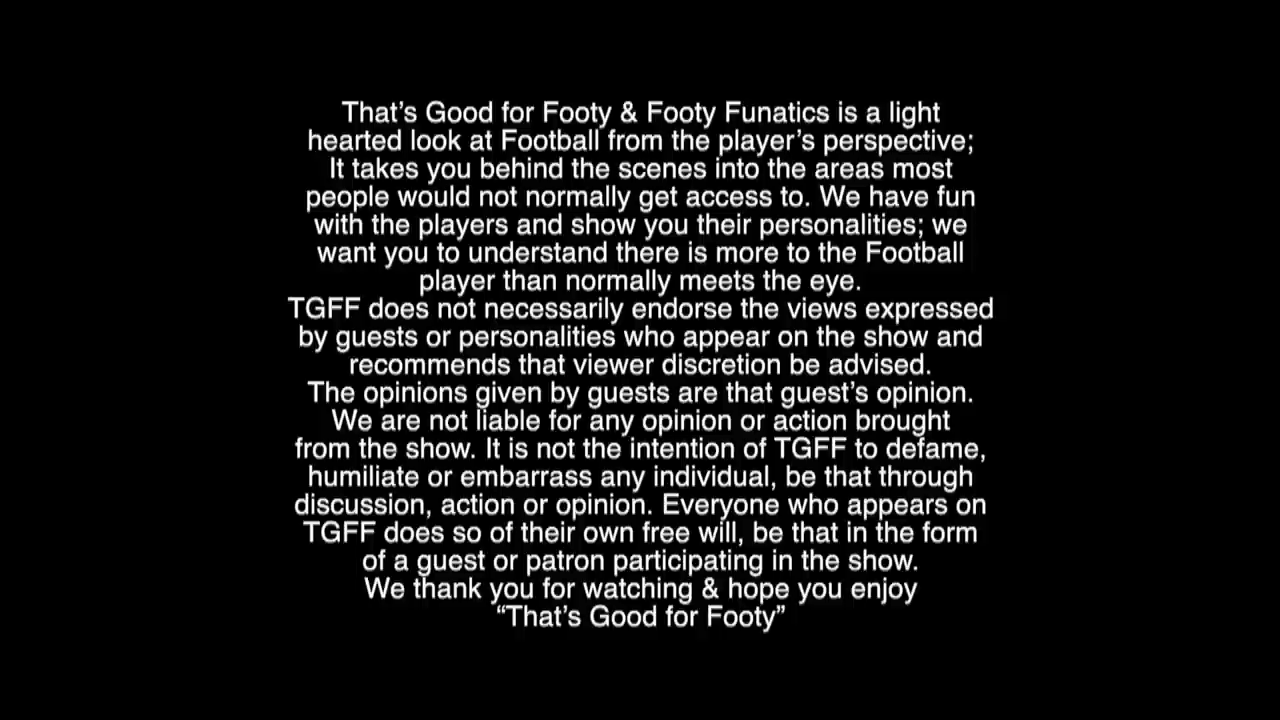 That’s Good for Footy & Footy Funatics is a light
hearted look at Football from the player’s perspective;
It takes you behind the scenes into the areas most
people would not normally get access to. We have fun
with the players and show you their personalities; we
want you to understand there is more to the Football
player than normally meets the eye.
TGFF does not necessarily endorse the views expressed
by guests or personalities who appear on the show and
recommends that viewer discretion be advised.
The opinions given by guests are that guest’s opinion.
We are not liable for any opinion or action brought
from the show. It is not the intention of TGFF to defame,
humiliate or embarrass any individual, be that through
discussion, action or opinion. Everyone who appears on
TGFF does so of their own free will, be that in the form
of a guest or patron participating in the show.
We thank you for watching & hope you enjoy
“That’s Good for Footy”